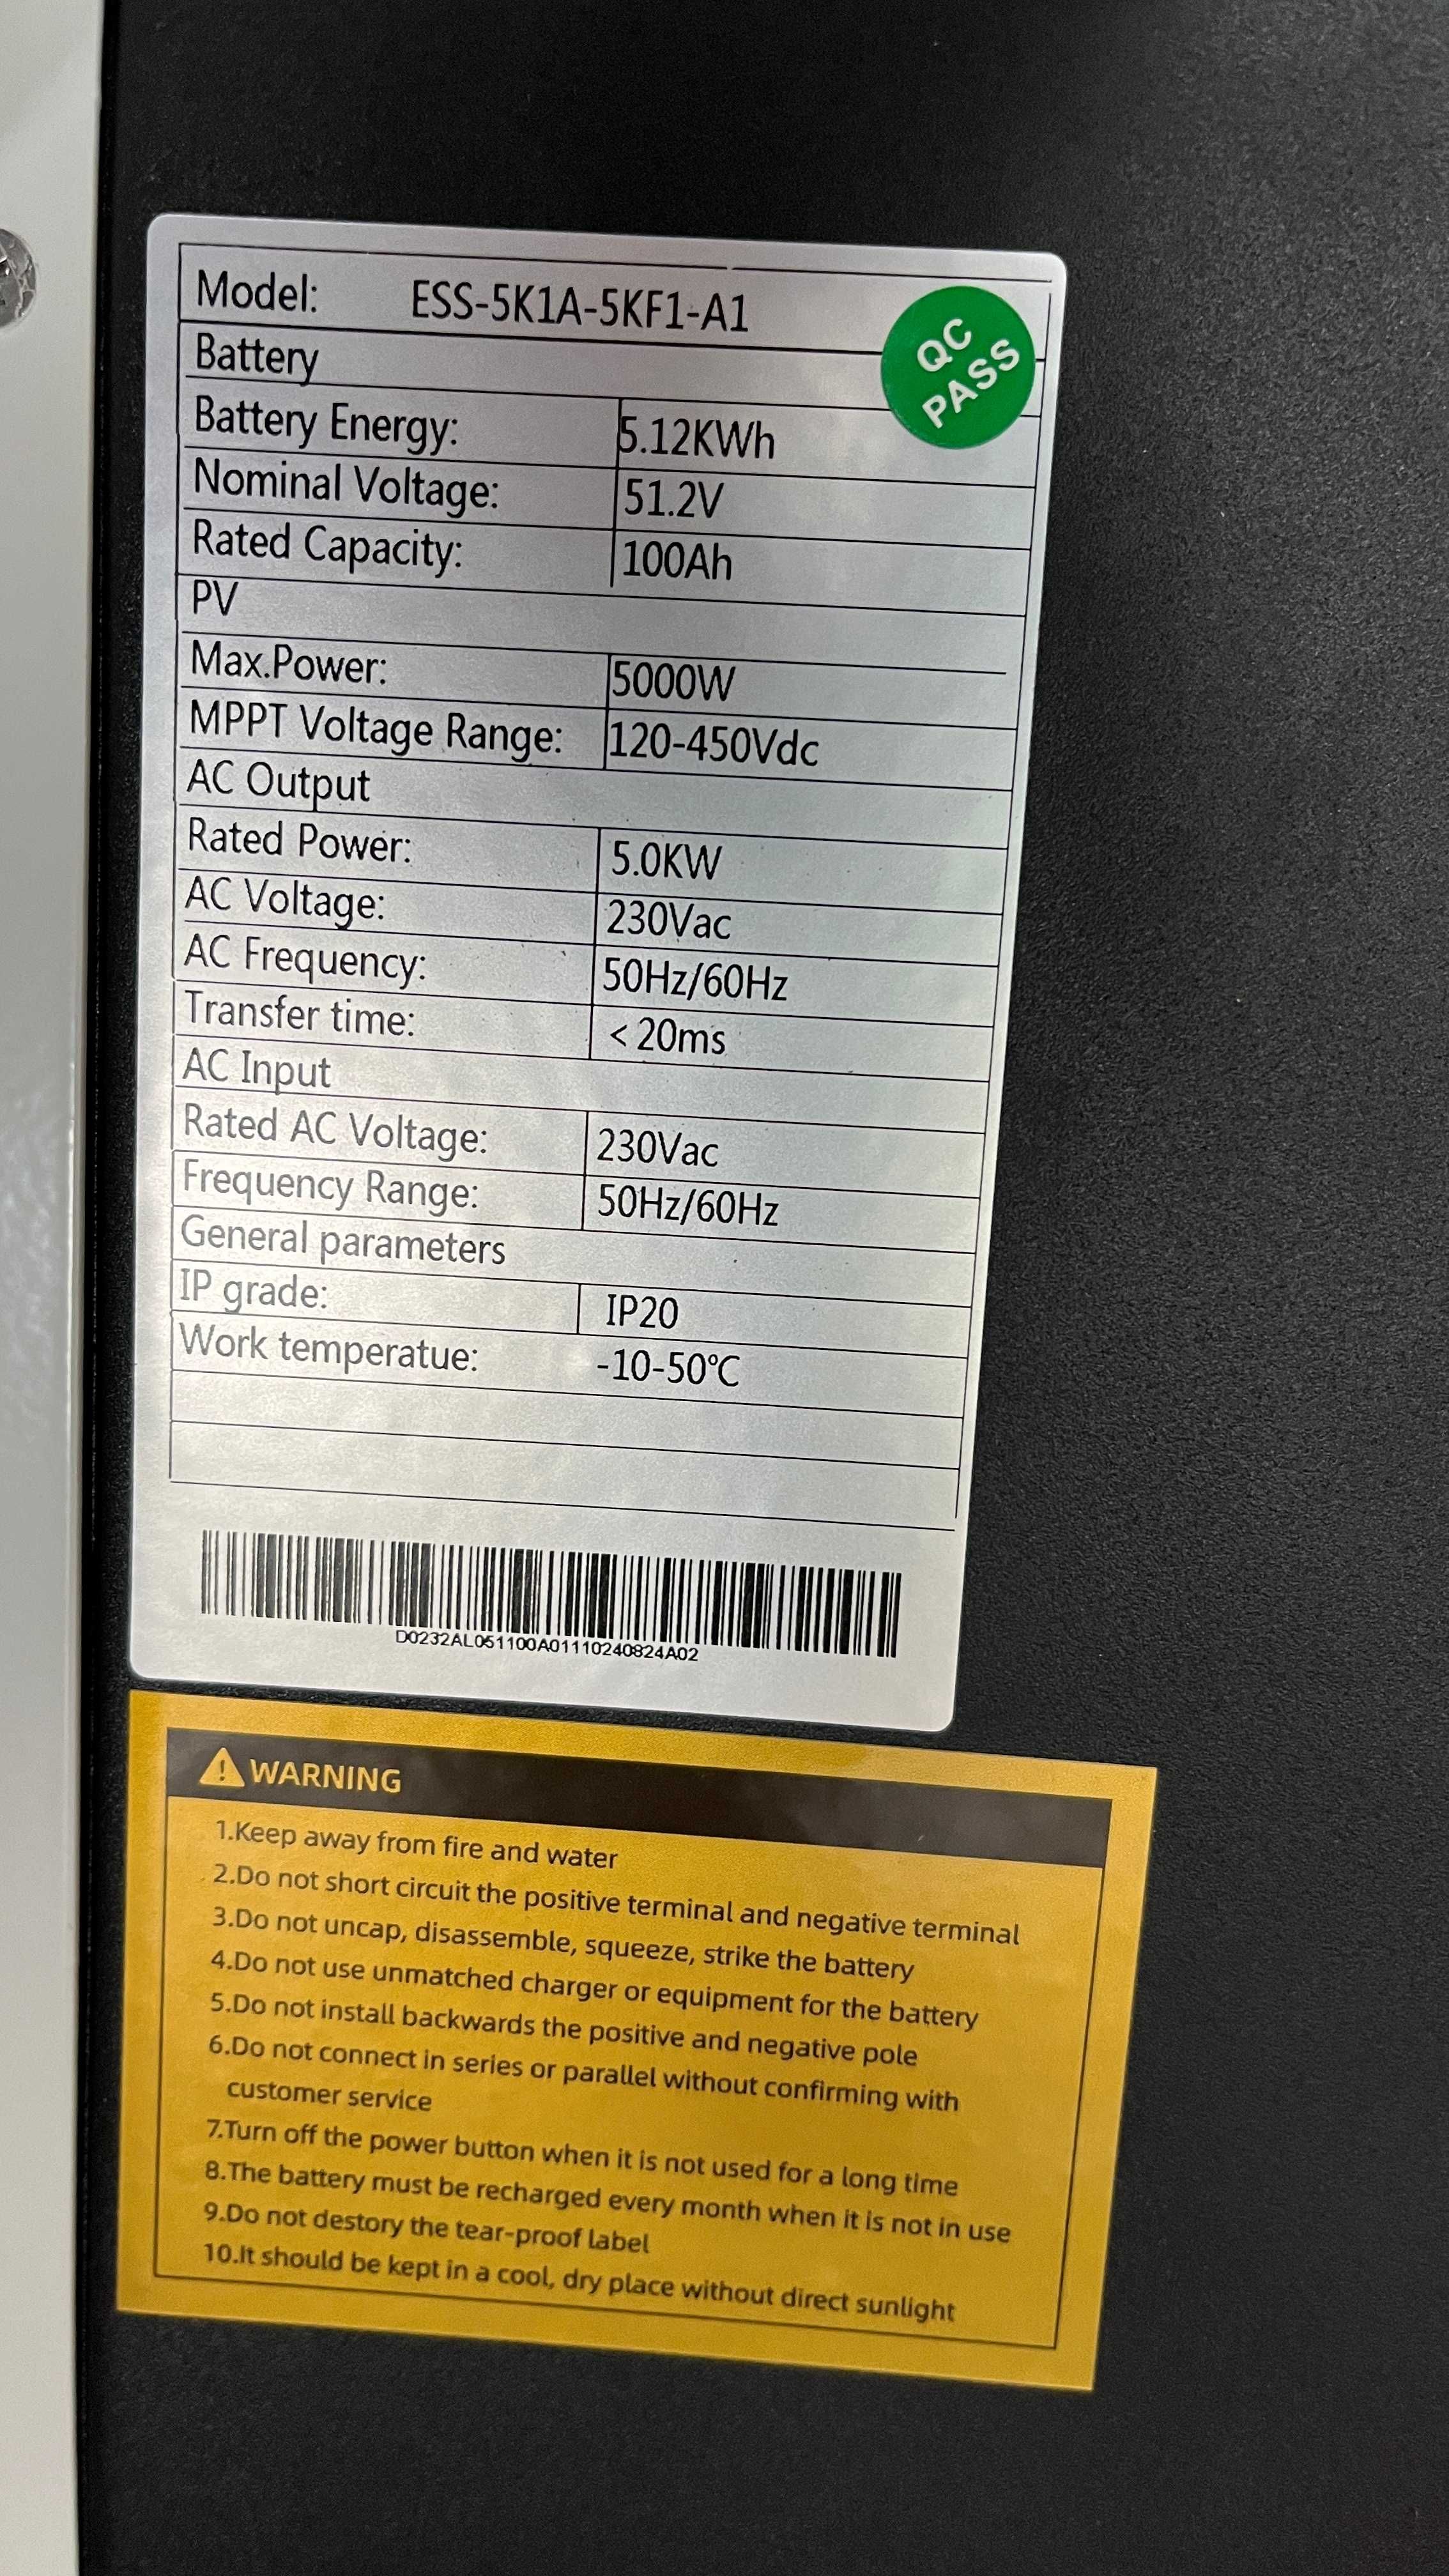 Model: ESS-5K1A-5KF1-A1
QC
PASS
Battery
Battery Energy: 5.12KWh
Nominal Voltage: 51.2V
Rated Capacity: 100Ah
PV
Max.Power: 5000W
MPPT Voltage Range: 120-450Vdc
AC Output
Rated Power: 5.0KW
AC Voltage: 230Vac
AC Frequency: 50Hz/60Hz
Transfer time: <20ms
AC Input
Rated AC Voltage: 230Vac
Frequency Range: 50Hz/60Hz
General parameters
IP grade: IP20
Work temperatue: -10-50℃
D0232AL051100A01110240824A02
WARNING
1.Keep away from fire and water
2.Do not short circuit the positive terminal and negative terminal
3.Do not uncap, disassemble, squeeze, strike the battery
4.Do not use unmatched charger or equipment for the battery
5.Do not install backwards the positive and negative pole
6.Do not connect in series or parallel without confirming with
customer service
7.Turn off the power button when it is not used for a long time
8.The battery must be recharged every month when it is not in use
9.Do not destory the tear-proof label
10.It should be kept in a cool, dry place without direct sunlight